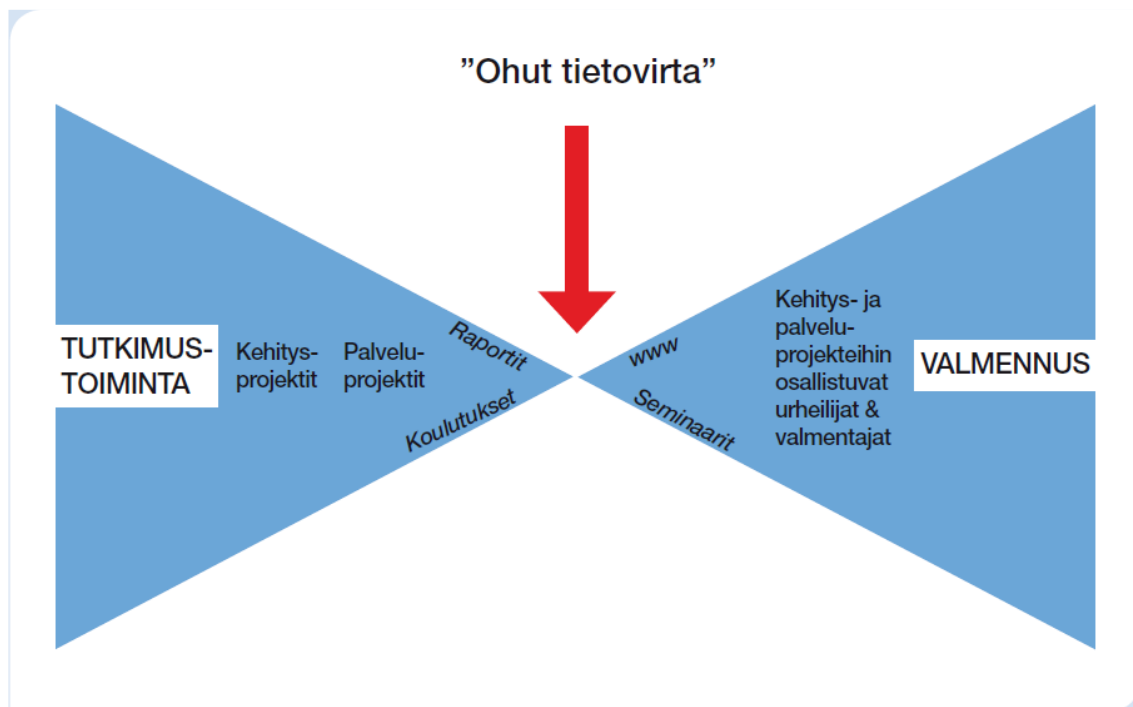 ”Ohut tietovirta”
TUTKIMUS-
TOIMINTA
Kehitys-
projektit
Palvelu-
projektit
Raportit
Koulutukset
www
Seminaarit
Kehitys- ja
palvelu-
projekteihin
osallistuvat
urheilijat &
valmentajat
VALMENNUS